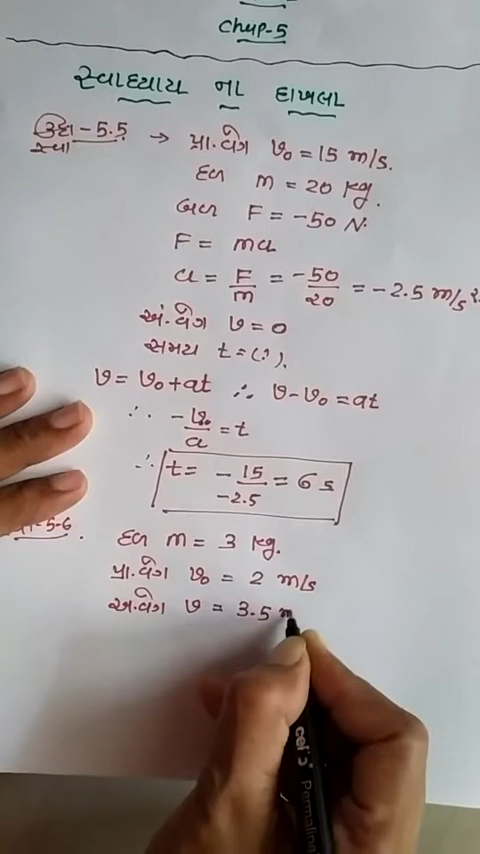 Chap-5
સ્વાધ્યાય ના દાખલા
ઉદા-5.5 → પ્રા.વેગ v₀ = 15 m/s.
સ્વા
દળ m = 20 kg.
બળ F = -50 N.
F = ma
a = F/m = -50/20 = -2.5 m/s².
અં.વેગ v = 0
સમય t = (?).
v = v₀ + at ∴ v - v₀ = at
∴ -v₀/a = t
∴ t = -15/-2.5 = 6 s
-5-6.
દળ m = 3 kg.
પ્રા.વેગ v₀ = 2 m/s
અ.વેગ v = 3.5 m
cello